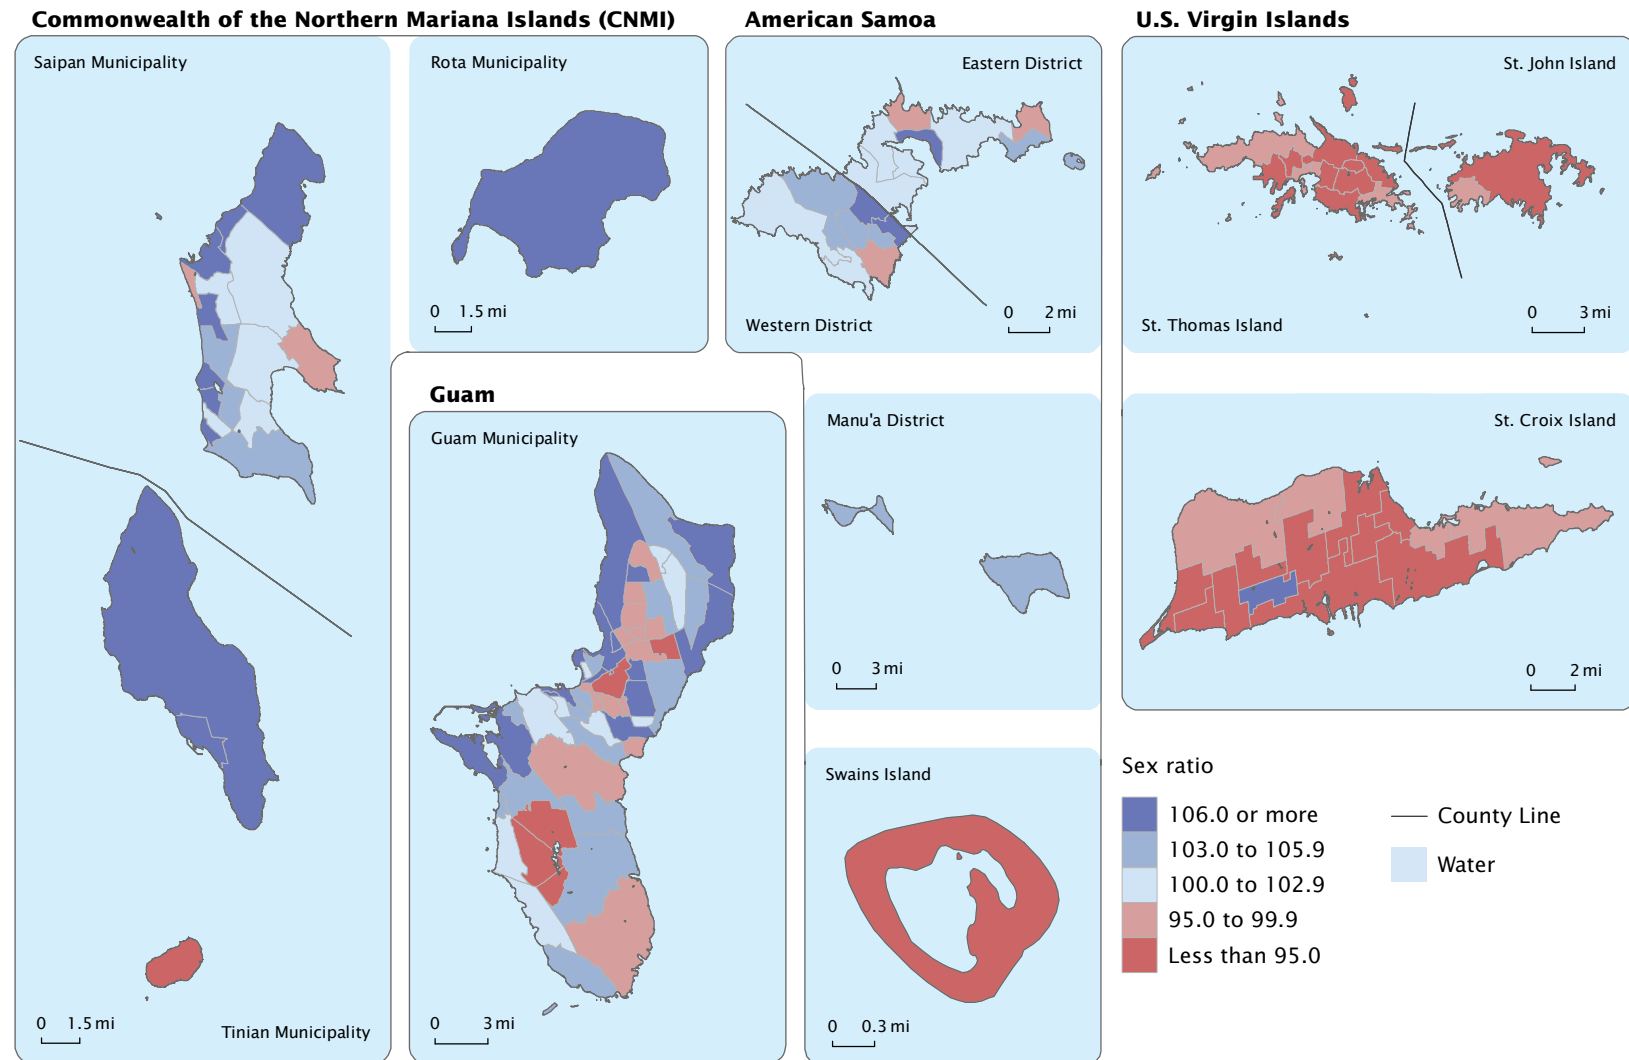 Commonwealth of the Northern Mariana Islands (CNMI)
Saipan Municipality
Rota Municipality
0 1.5 mi
0 1.5 mi
Tinian Municipality
Guam
Guam Municipality
0 3 mi
American Samoa
Eastern District
Western District
0 2 mi
Manu'a District
0 3 mi
Swains Island
0 0.3 mi
U.S. Virgin Islands
St. John Island
St. Thomas Island
0 3 mi
St. Croix Island
0 2 mi
Sex ratio
106.0 or more
103.0 to 105.9
100.0 to 102.9
95.0 to 99.9
Less than 95.0
County Line
Water